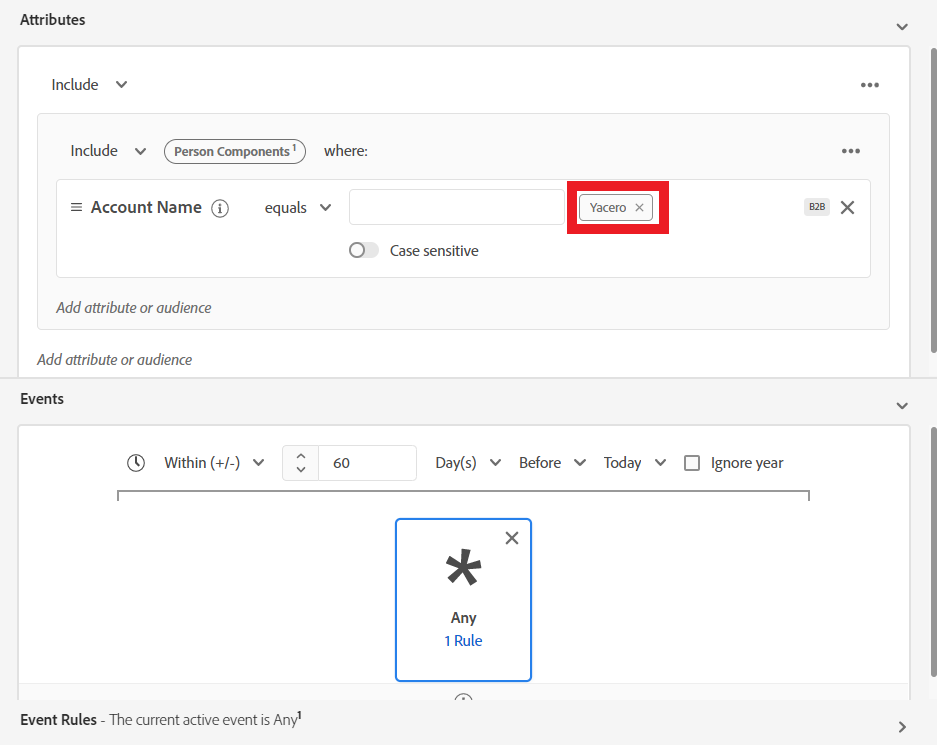 Attributes
Include
Include Person Components 1 where:
Account Name equals Yacero B2B
Case sensitive
Add attribute or audience
Add attribute or audience
Events
Within (+/-) 60 Day(s) Before Today Ignore year
Any
1 Rule
Event Rules - The current active event is Any1